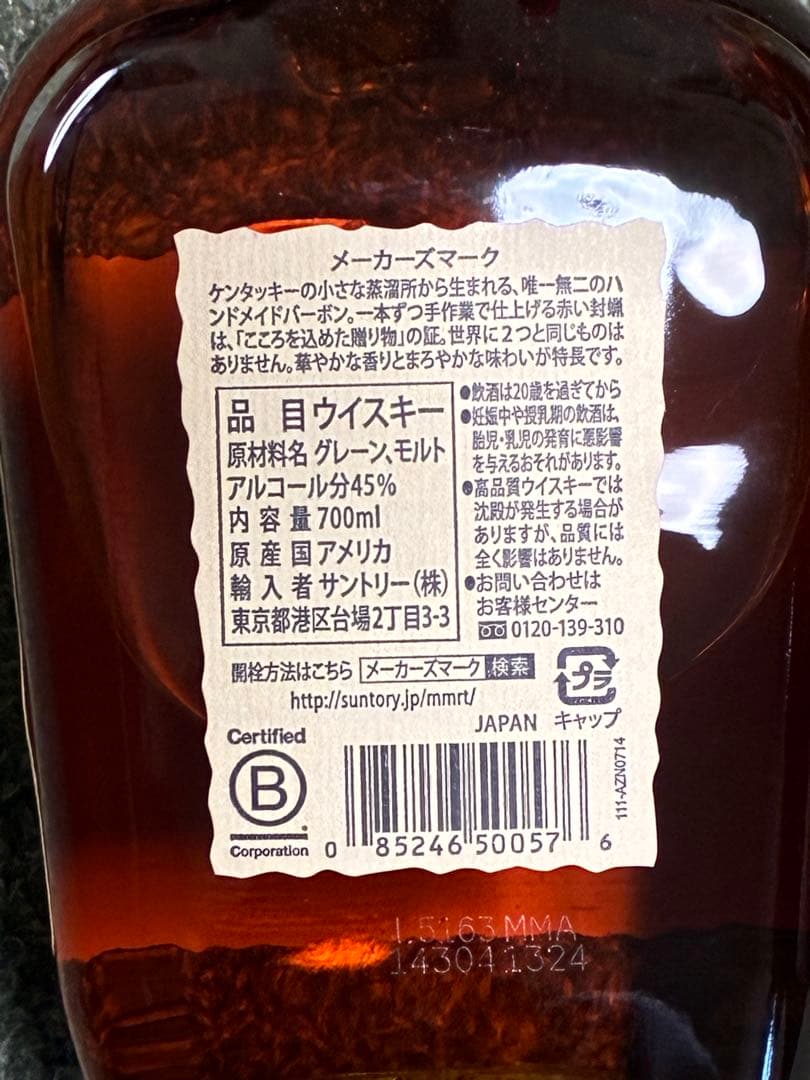 メーカーズマーク
ケンタッキーの小さな蒸溜所から生まれる、唯一無二のハ
ンドメイドバーボン。一本ずつ手作業で仕上げる赤い封蝋
は、「こころを込めた贈り物」の証。世界に2つと同じものは
ありません。華やかな香りとまろやかな味わいが特長です。
品 目 ウイスキー
原材料名 グレーン、モルト
アルコール分45%
内容量 700ml
原産国 アメリカ
輸入者 サントリー(株)
東京都港区台場2丁目3-3
●飲酒は20歳を過ぎてから
●妊娠中や授乳期の飲酒は、
胎児・乳児の発育に悪影響
を与えるおそれがあります。
●高品質ウイスキーでは
沈殿が発生する場合が
ありますが、品質には
全く影響はありません。
●お問い合わせは
お客様センター
0120-139-310
開栓方法はこちら メーカーズマーク 検索
http://suntory.jp/mmrt/
プラ
JAPAN キャップ
Certified
B
Corporation
0 85246 50057 6
111-AZN0714
L5163MMA
143041324